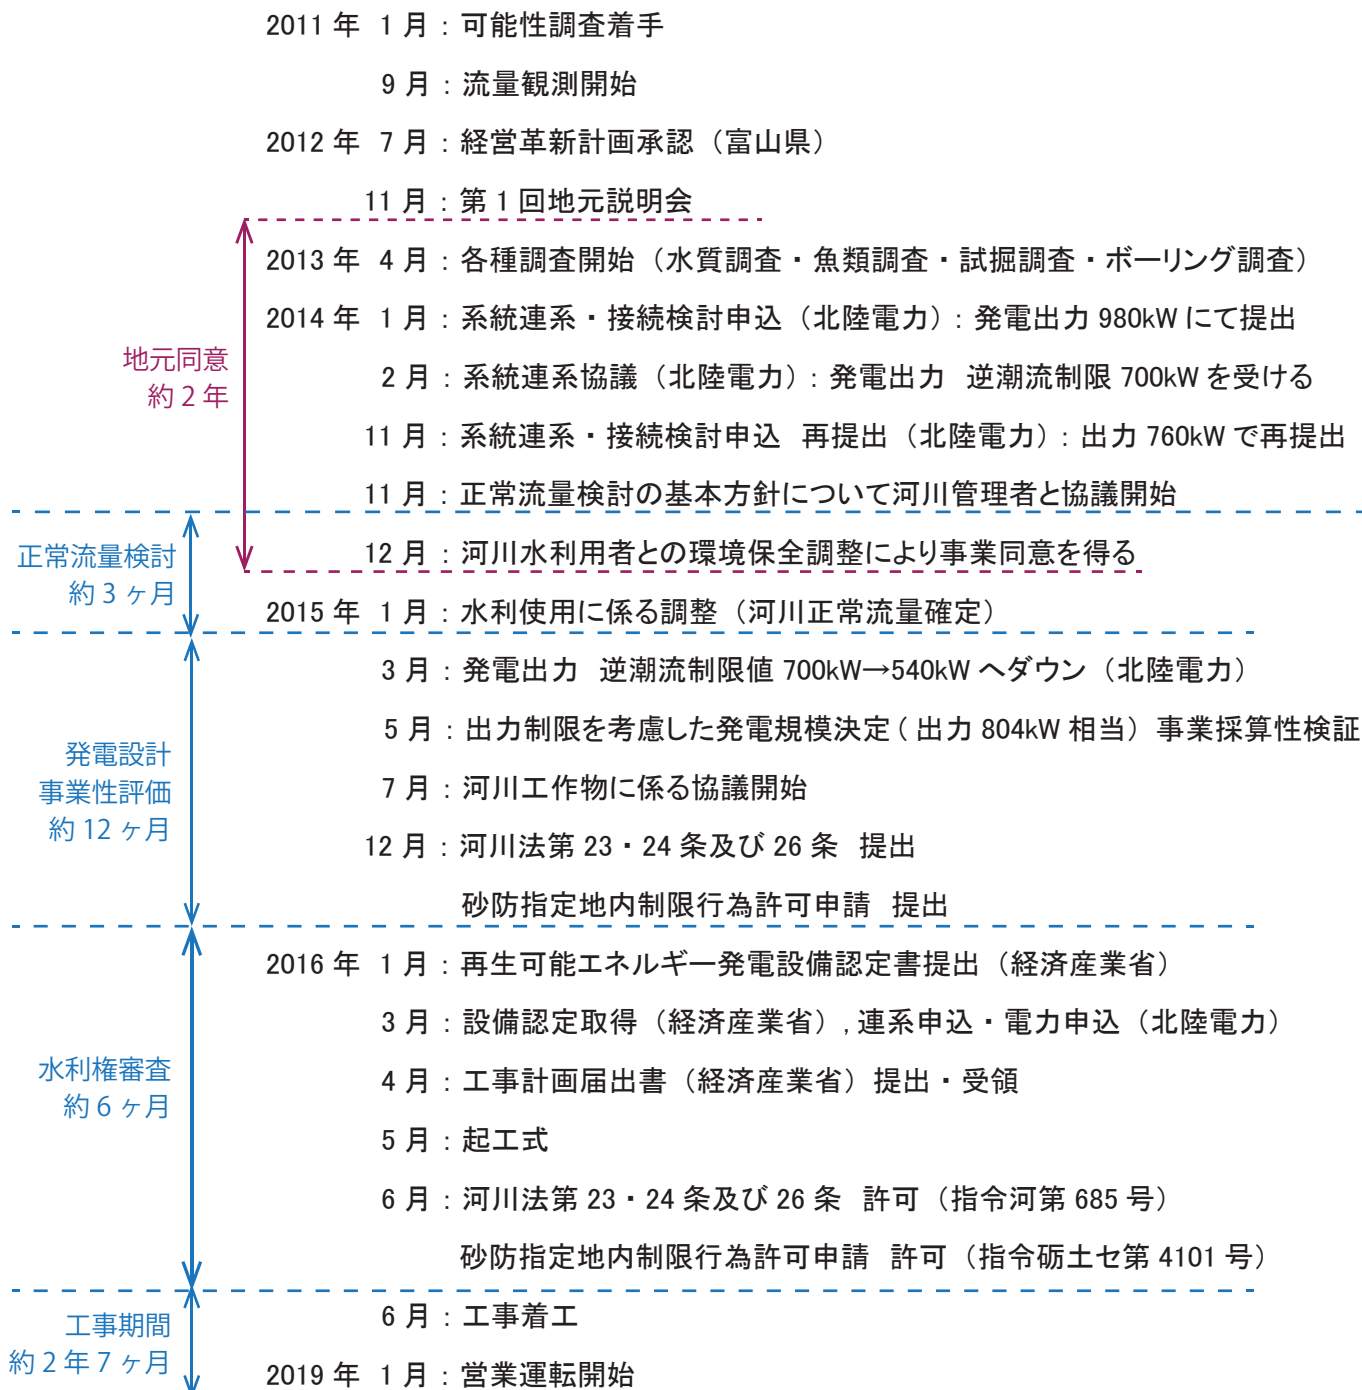 2011 年 1 月：可能性調査着手
9 月：流量観測開始
2012 年 7 月：経営革新計画承認（富山県）
11 月：第 1 回地元説明会
2013 年 4 月：各種調査開始（水質調査・魚類調査・試掘調査・ボーリング調査）
2014 年 1 月：系統連系・接続検討申込（北陸電力）：発電出力 980kW にて提出
地元同意
約 2 年
2 月：系統連系協議（北陸電力）：発電出力 逆潮流制限 700kW を受ける
11 月：系統連系・接続検討申込 再提出（北陸電力）：出力 760kW で再提出
11 月：正常流量検討の基本方針について河川管理者と協議開始
正常流量検討
約 3 ヶ月
12 月：河川水利用者との環境保全調整により事業同意を得る
2015 年 1 月：水利使用に係る調整（河川正常流量確定）
3 月：発電出力 逆潮流制限値 700kW→540kW へダウン（北陸電力）
5 月：出力制限を考慮した発電規模決定( 出力 804kW 相当）事業採算性検証
発電設計
事業性評価
約 12 ヶ月
7 月：河川工作物に係る協議開始
12 月：河川法第 23・24 条及び 26 条 提出
砂防指定地内制限行為許可申請 提出
2016 年 1 月：再生可能エネルギー発電設備認定書提出（経済産業省）
3 月：設備認定取得（経済産業省）,連系申込・電力申込（北陸電力）
水利権審査
約 6 ヶ月
4 月：工事計画届出書（経済産業省）提出・受領
5 月：起工式
6 月：河川法第 23・24 条及び 26 条 許可（指令河第 685 号）
砂防指定地内制限行為許可申請 許可（指令砺土セ第 4101 号）
工事期間
約 2 年 7 ヶ月
6 月：工事着工
2019 年 1 月：営業運転開始